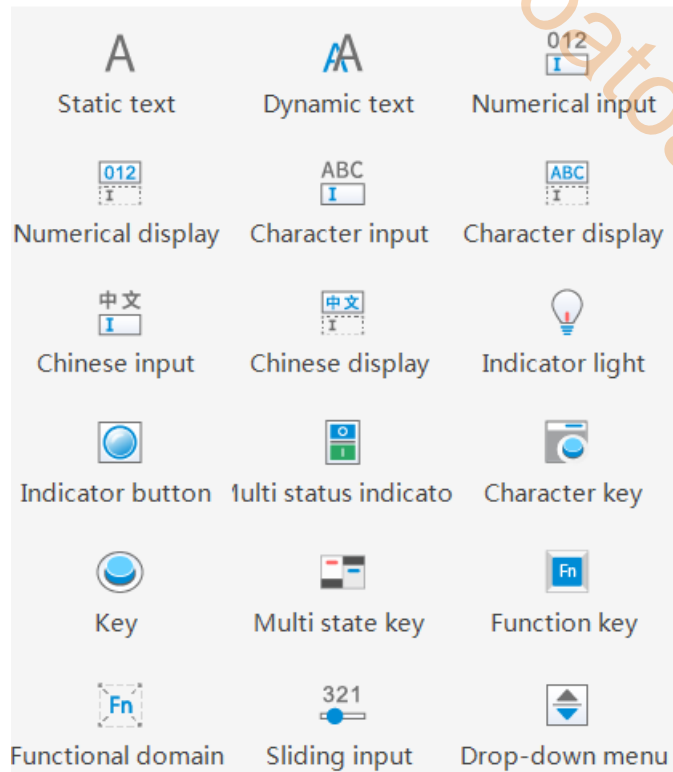 A
AA
012
I
Static text
Dynamic text
Numerical input
012
I
ABC
I
ABC
I
Numerical display
Character input
Character display
中文
I
中文
I
Chinese input
Chinese display
Indicator light
O
I
Indicator button
ulti status indicato
Character key
Fn
Key
Multi state key
Function key
Fn
321
Functional domain
Sliding input
Drop-down menu